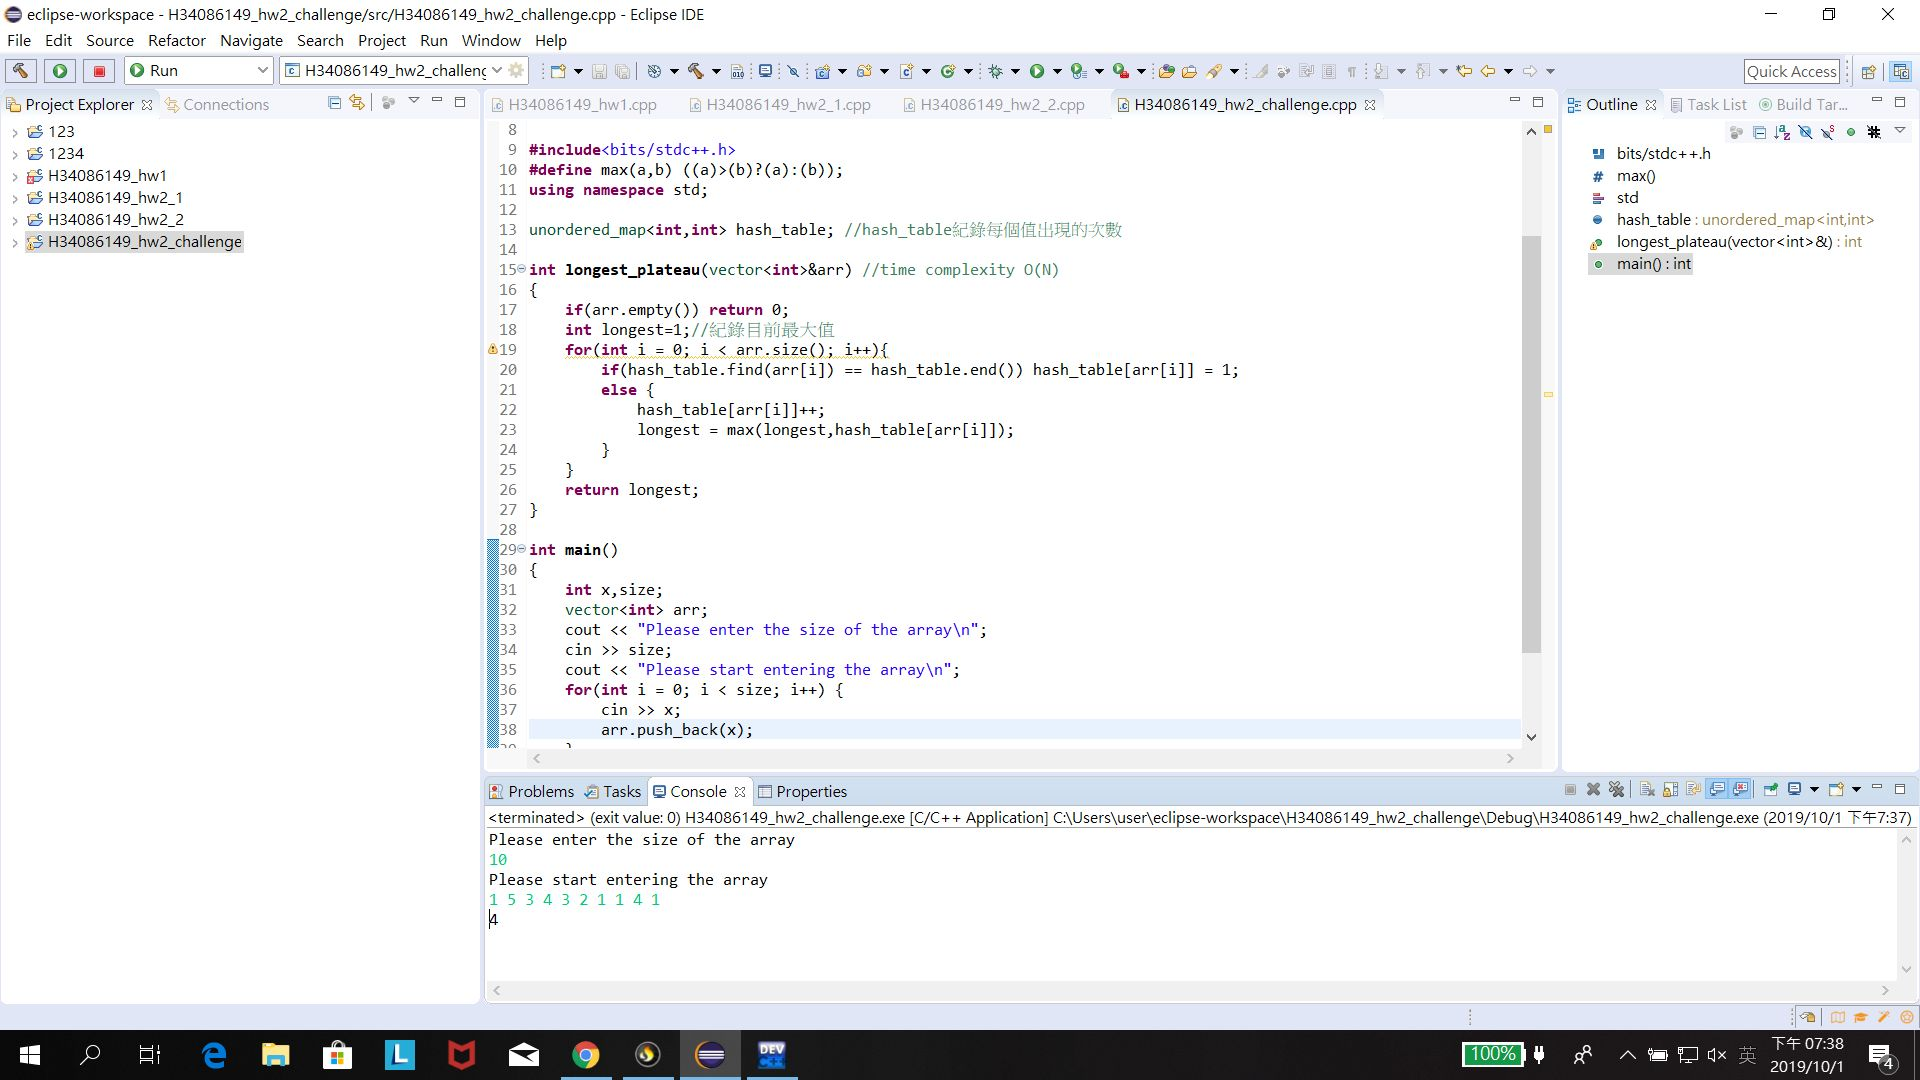 eclipse-workspace - H34086149_hw2_challenge/src/H34086149_hw2_challenge.cpp - Eclipse IDE
File Edit Source Refactor Navigate Search Project Run Window Help
Run
H34086149_hw2_challeng
Quick Access
Project Explorer
Connections
123
1234
H34086149_hw1
H34086149_hw2_1
H34086149_hw2_2
H34086149_hw2_challenge
H34086149_hw1.cpp H34086149_hw2_1.cpp H34086149_hw2_2.cpp H34086149_hw2_challenge.cpp
8
9 #include<bits/stdc++.h>
10 #define max(a,b) ((a)>(b)?(a):(b));
11 using namespace std;
12
13 unordered_map<int,int> hash_table; //hash_table紀錄每個值出現的次數
14
15 int longest_plateau(vector<int>&arr) //time complexity O(N)
16 {
17 if(arr.empty()) return 0;
18 int longest=1;//紀錄目前最大值
19 for(int i = 0; i < arr.size(); i++){
20 if(hash_table.find(arr[i]) == hash_table.end()) hash_table[arr[i]] = 1;
21 else {
22 hash_table[arr[i]]++;
23 longest = max(longest,hash_table[arr[i]]);
24 }
25 }
26 return longest;
27 }
28
29 int main()
30 {
31 int x,size;
32 vector<int> arr;
33 cout << "Please enter the size of the array\n";
34 cin >> size;
35 cout << "Please start entering the array\n";
36 for(int i = 0; i < size; i++) {
37 cin >> x;
38 arr.push_back(x);
Outline Task List Build Tar...
bits/stdc++.h
max()
std
hash_table : unordered_map<int,int>
longest_plateau(vector<int>&) : int
main() : int
Problems Tasks Console Properties
<terminated> (exit value: 0) H34086149_hw2_challenge.exe [C/C++ Application] C:\Users\user\eclipse-workspace\H34086149_hw2_challenge\Debug\H34086149_hw2_challenge.exe (2019/10/1 下午7:37)
Please enter the size of the array
10
Please start entering the array
1 5 3 4 3 2 1 1 4 1
4
L
DEV
100%
英
下午 07:38
2019/10/1
4